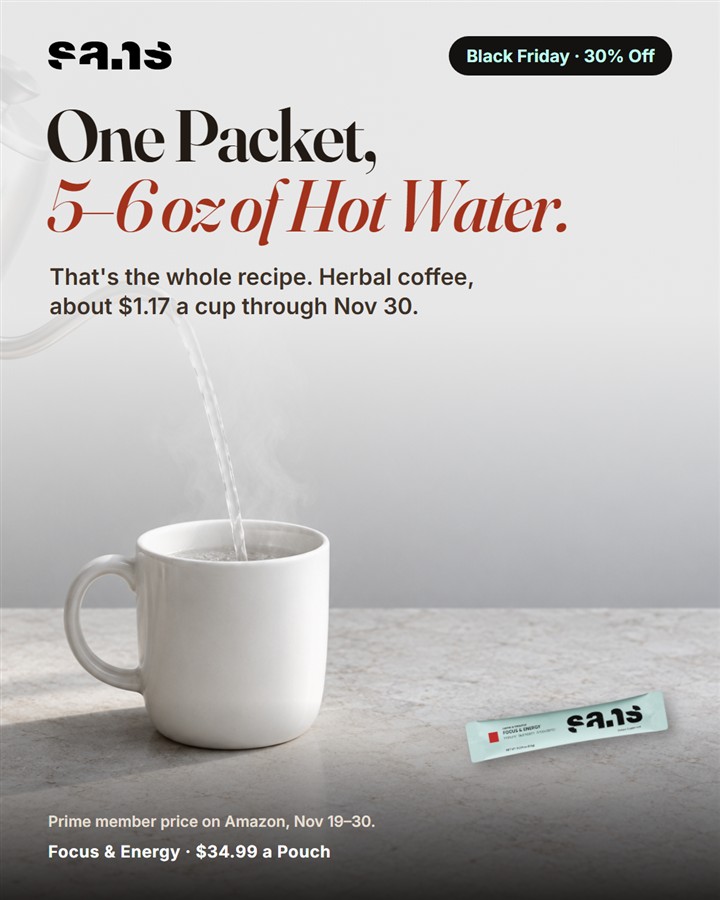 sans
Black Friday · 30% Off
One Packet,
5–6 oz of Hot Water.
That's the whole recipe. Herbal coffee,
about $1.17 a cup through Nov 30.
FOCUS & ENERGY
sans
Prime member price on Amazon, Nov 19–30.
Focus & Energy · $34.99 a Pouch